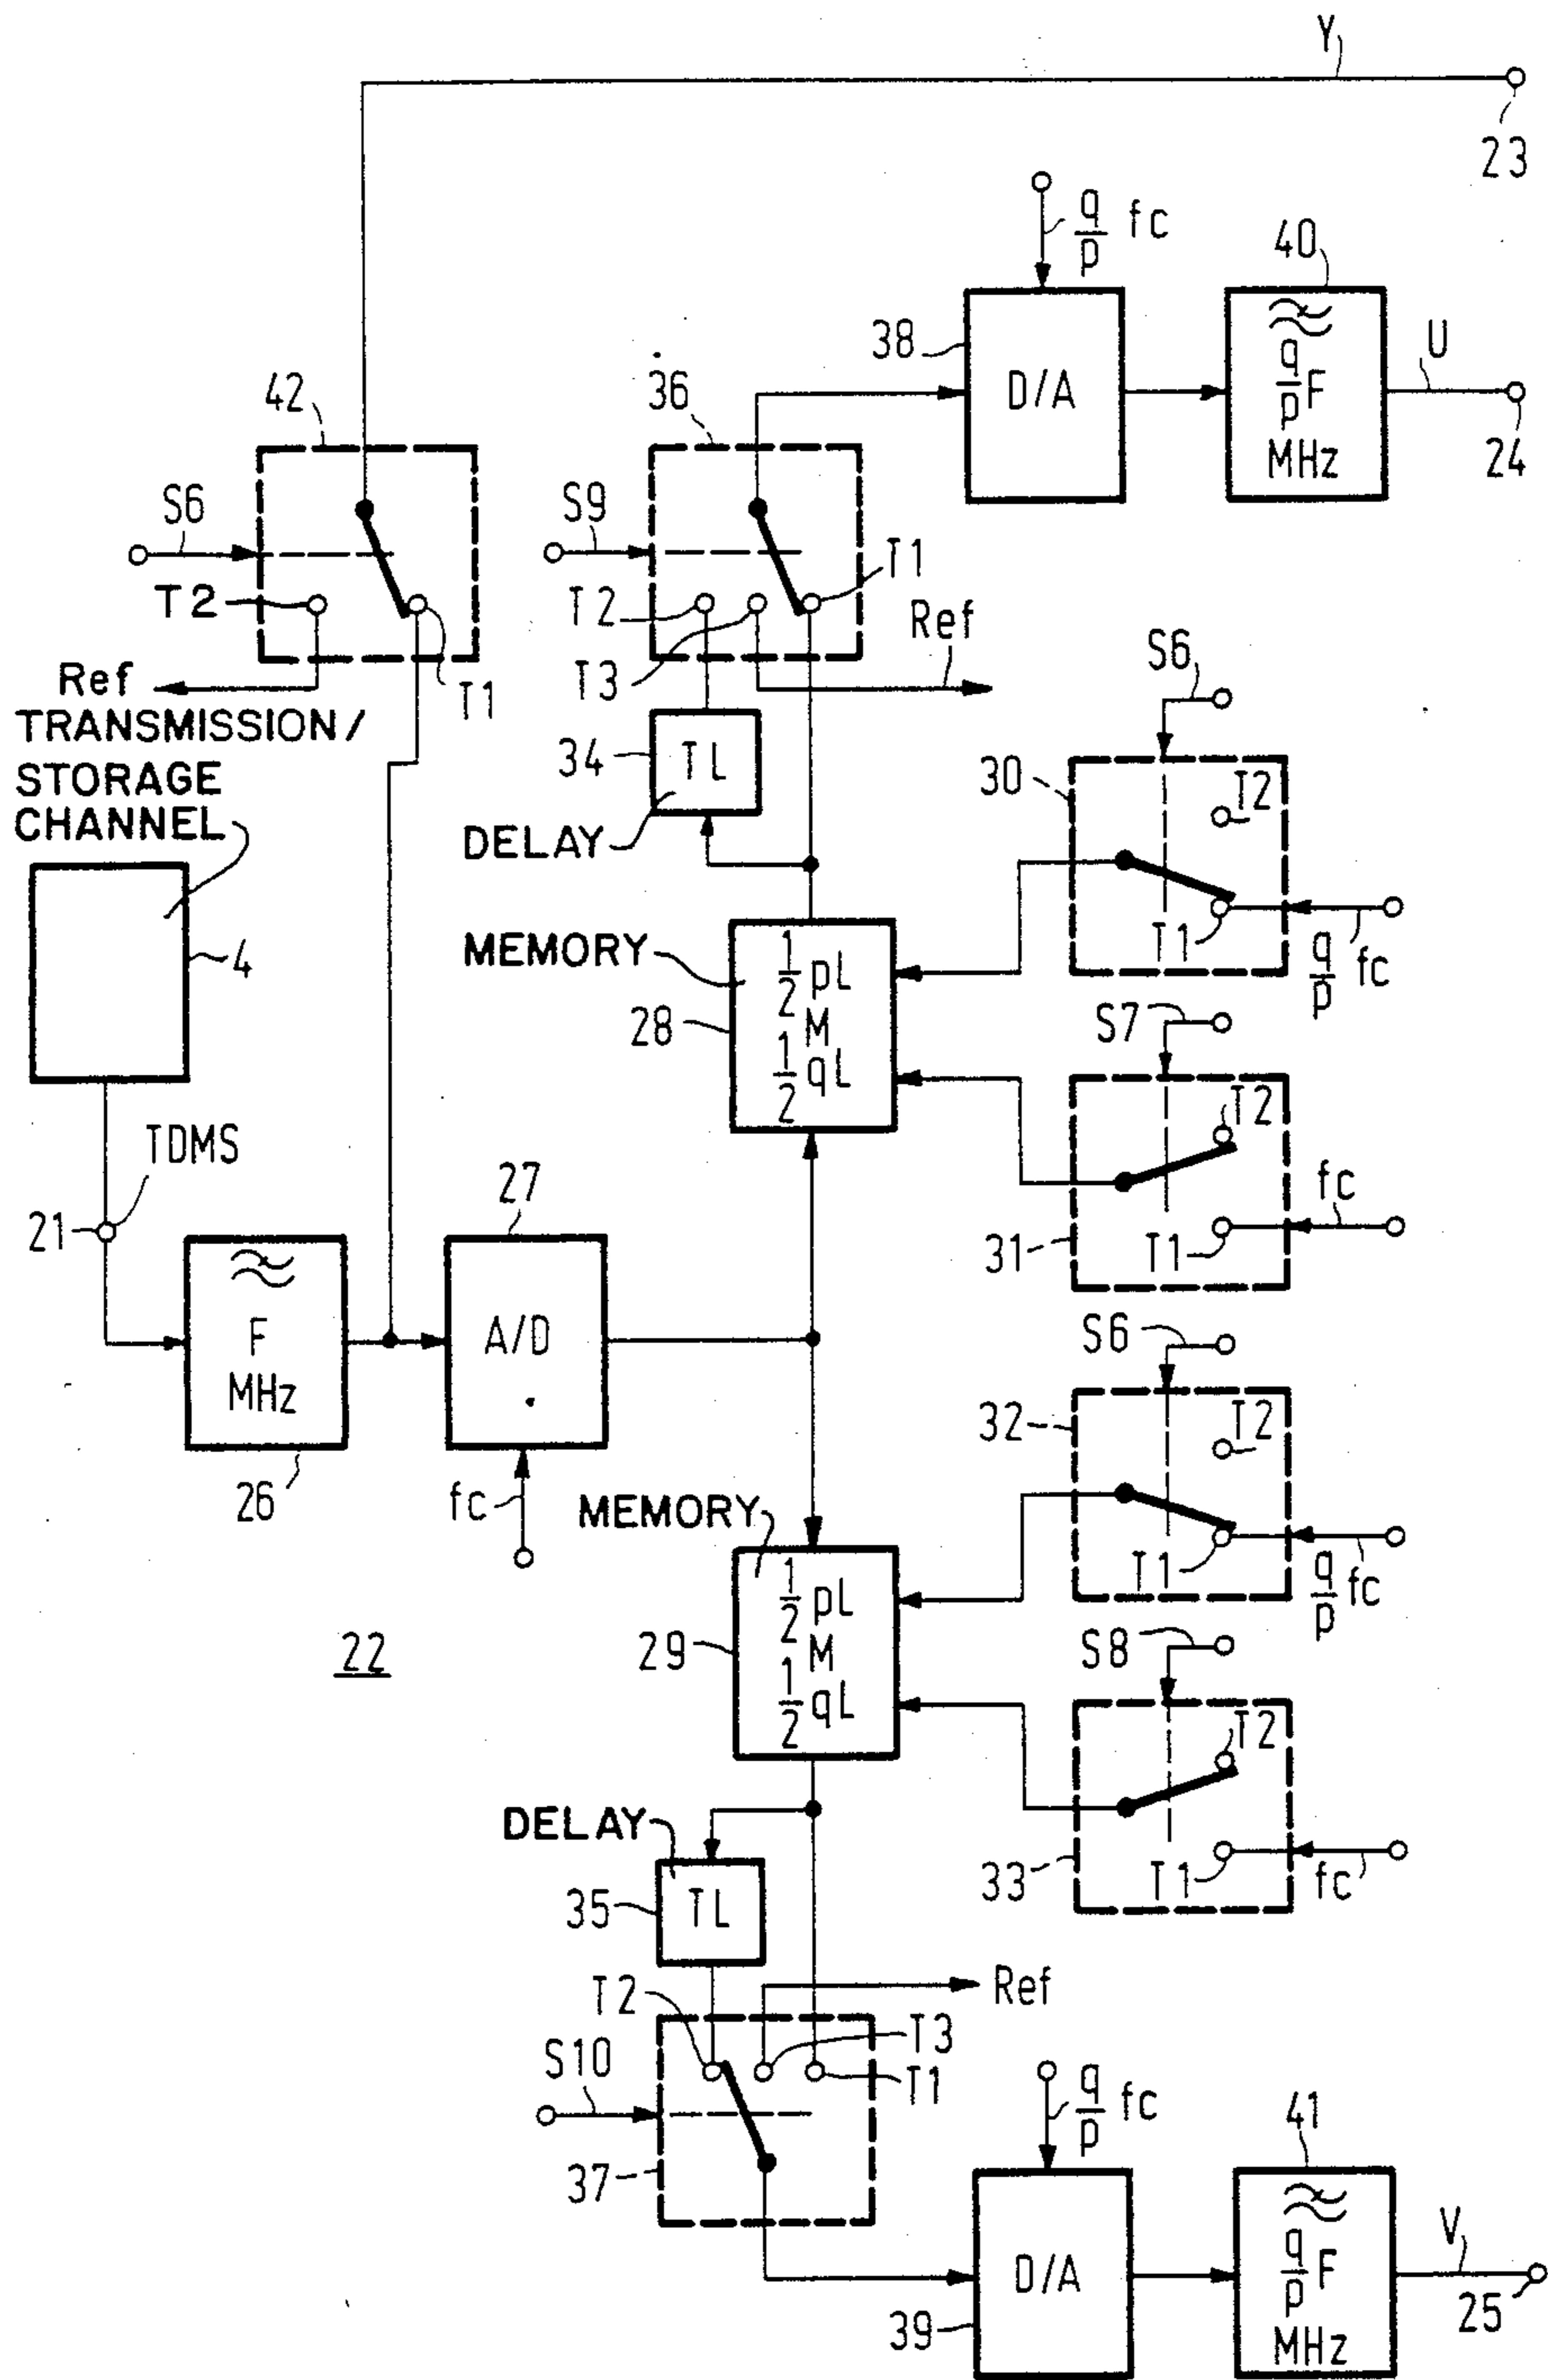 Y
23
q/p fc
40
38
D/A
q/p F
MHz
U
24
42
36
S6
S9
T2
T1
T2
T3
T1
Ref
Ref
TRANSMISSION/
STORAGE
CHANNEL
34
TL
DELAY
S6
30
T2
T1
q/p fc
4
MEMORY
28
1/2 pL
M
1/2 qL
S7
T2
31
T1
fc
TDMS
21
27
F
MHz
26
A/D
fc
S6
32
T2
T1
q/p fc
MEMORY
29
1/2 pL
M
1/2 qL
22
S8
T2
33
T1
fc
DELAY
35
TL
T2
Ref
T3
T1
S10
37
q/p fc
41
D/A
39
q/p F
MHz
V
25